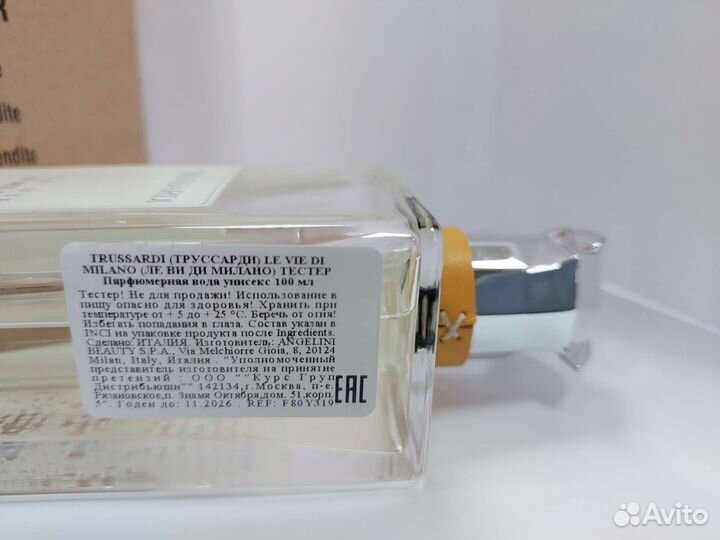 R
e
dite
endite
TRUSSARDI (ТРУССАРДИ) LE VIE DI
MILANO (ЛЕ ВИ ДИ МИЛАНО) ТЕСТЕР
Парфюмерная вода унисекс 100 мл
Тестер! Не для продажи! Использование в
пищу опасно для здоровья! Хранить при
температуре от + 5 до + 25 °С. Беречь от огня!
Избегать попадания в глаза. Состав указан в
INCI на упаковке продукта после Ingredients.
Сделано: ИТАЛИЯ. Изготовитель: ANGELINI
BEAUTY S.P.A., Via Melchiorre Gioia, 8, 20124
Milan, Italy, Италия . "Уполномоченный
представитель изготовителя на принятие
претензий : ООО ""Курс Груп
Дистрибьюшн"" 142134,г.Москва, п-е.
Рязановское,п. Знамя Октября,дом. 51,корп.
5". Годен до: 11.2026 . REF: F80Y319
EAC
Avito